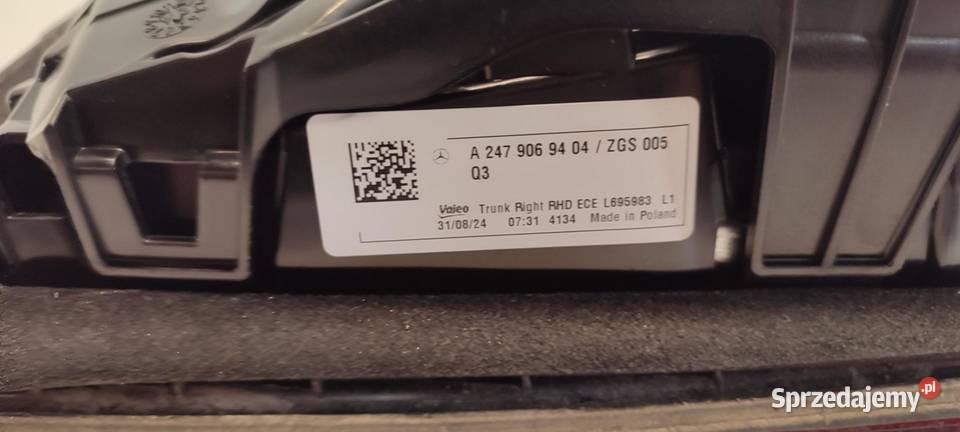 A 247 906 94 04 / ZGS 005
Q3
Valeo Trunk Right RHD ECE L695983 L1
31/08/24 07:31 4134 Made in Poland
Sprzedajemy .pl